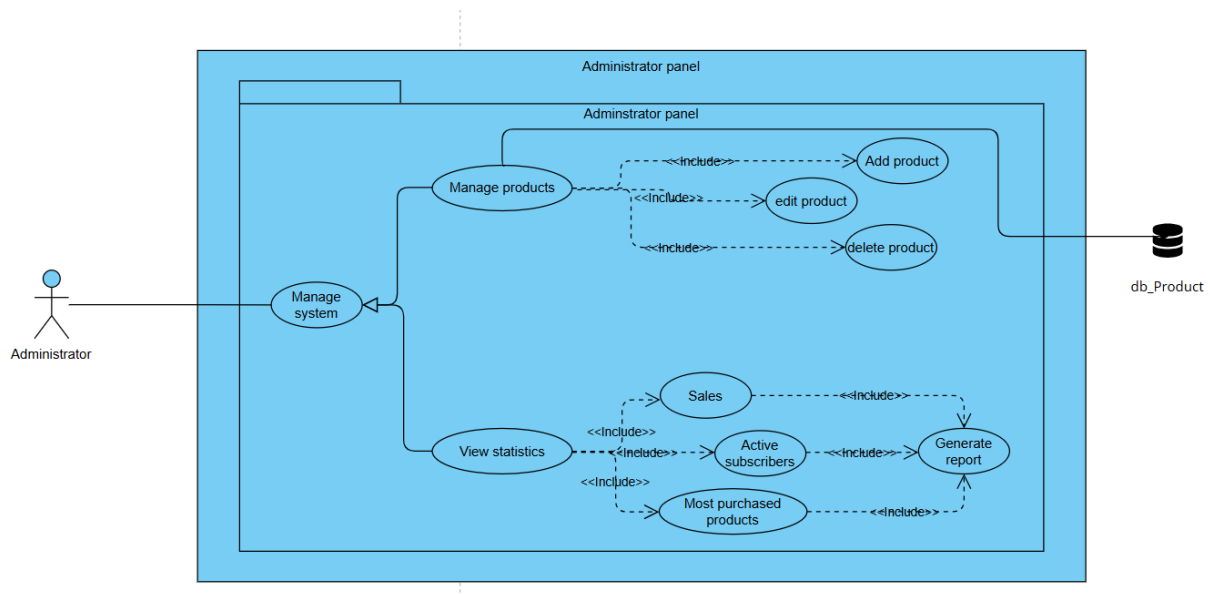 Administrator panel
Adminstrator panel
<<Include>>
Add product
Manage products
<<Include>>
edit product
<<Include>>
delete product
db_Product
Manage
system
Administrator
Sales
<<Include>>
<<Include>>
View statistics
<<Include>>
Active
subscribers
<<Include>>
Generate
report
<<Include>>
Most purchased
products
<<Include>>